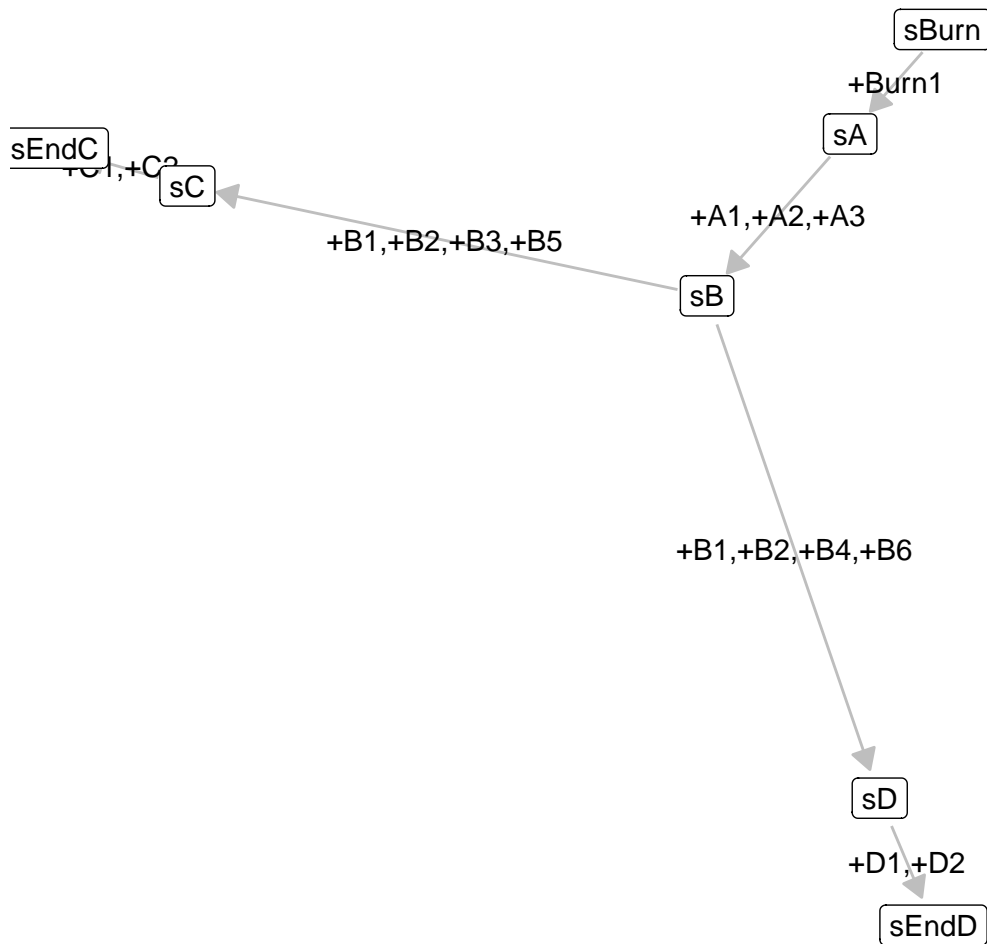 sBurn
+Burn1
sA
sEndC
sC
+A1,+A2,+A3
+B1,+B2,+B3,+B5
sB
+B1,+B2,+B4,+B6
sD
+D1,+D2
sEndD